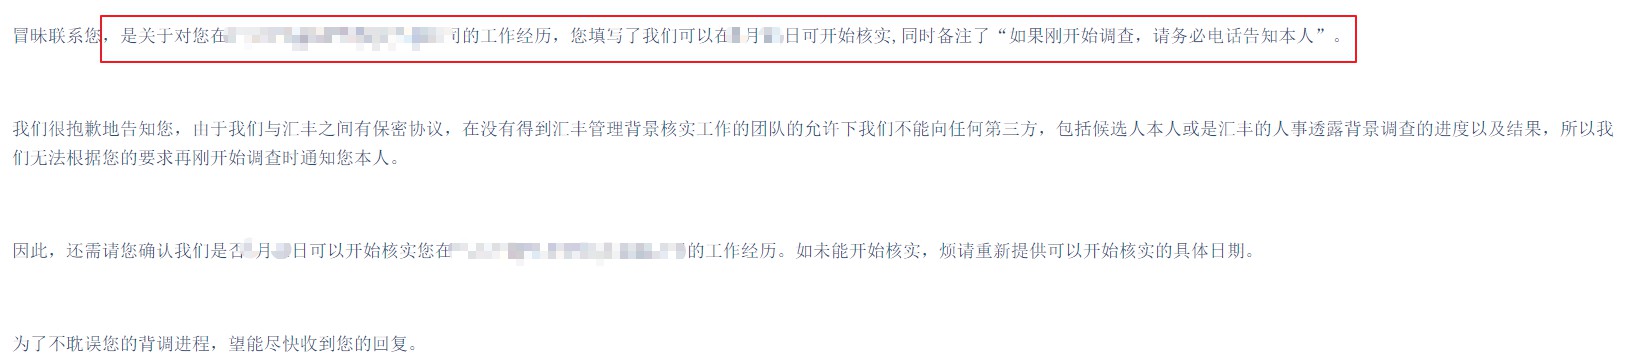 冒昧联系您，是关于对您在司的工作经历，您填写了我们可以在月日可开始核实,同时备注了“如果刚开始调查，请务必电话告知本人”。
我们很抱歉地告知您，由于我们与汇丰之间有保密协议，在没有得到汇丰管理背景核实工作的团队的允许下我们不能向任何第三方，包括候选人本人或是汇丰的人事透露背景调查的进度以及结果，所以我
们无法根据您的要求再刚开始调查时通知您本人。
因此，还需请您确认我们是否月日可以开始核实您在的工作经历。如未能开始核实，烦请重新提供可以开始核实的具体日期。
为了不耽误您的背调进程，望能尽快收到您的回复。